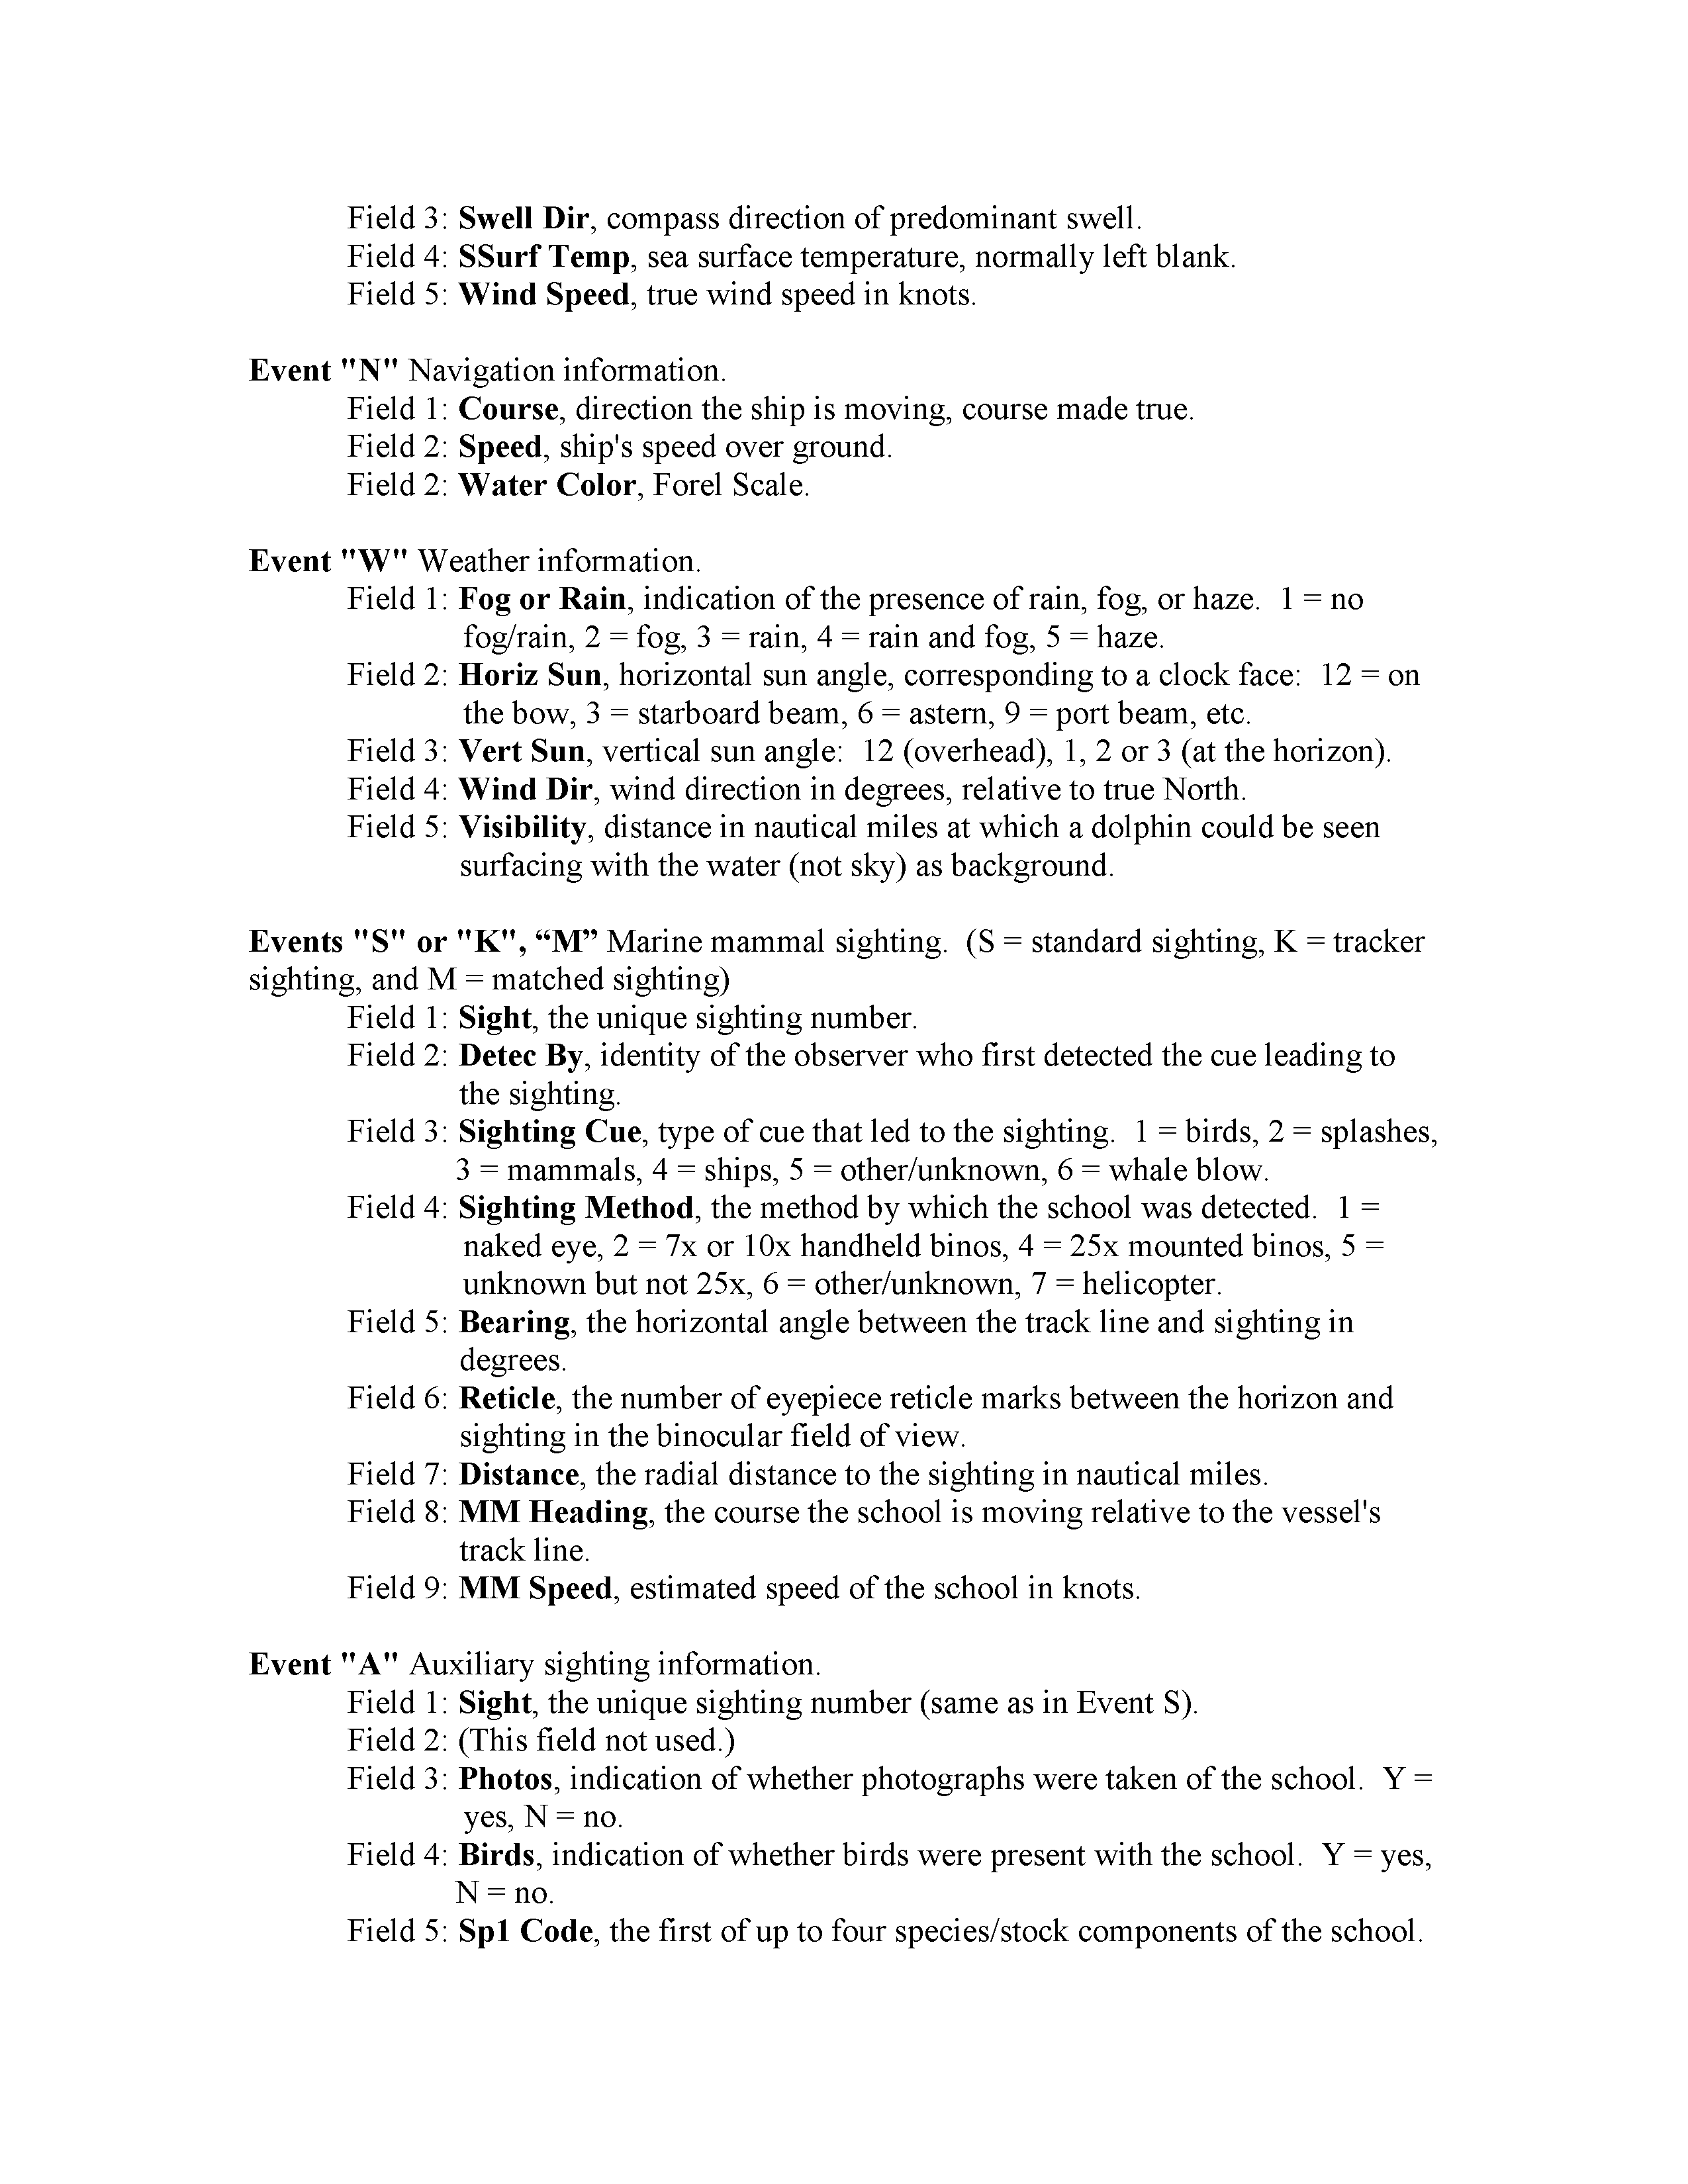 Field 3: Swell Dir, compass direction of predominant swell.
Field 4: SSurf Temp, sea surface temperature, normally left blank.
Field 5: Wind Speed, true wind speed in knots.
Event "N" Navigation information.
Field 1: Course, direction the ship is moving, course made true.
Field 2: Speed, ship's speed over ground.
Field 2: Water Color, Forel Scale.
Event "W" Weather information.
Field 1: Fog or Rain, indication of the presence of rain, fog, or haze.  1 = no
fog/rain, 2 = fog, 3 = rain, 4 = rain and fog, 5 = haze.
Field 2: Horiz Sun, horizontal sun angle, corresponding to a clock face:  12 = on
the bow, 3 = starboard beam, 6 = astern, 9 = port beam, etc.
Field 3: Vert Sun, vertical sun angle:  12 (overhead), 1, 2 or 3 (at the horizon).
Field 4: Wind Dir, wind direction in degrees, relative to true North.
Field 5: Visibility, distance in nautical miles at which a dolphin could be seen
surfacing with the water (not sky) as background.
Events "S" or "K", “M” Marine mammal sighting.  (S = standard sighting, K = tracker
sighting, and M = matched sighting)
Field 1: Sight, the unique sighting number.
Field 2: Detec By, identity of the observer who first detected the cue leading to
the sighting.
Field 3: Sighting Cue, type of cue that led to the sighting.  1 = birds, 2 = splashes,
3 = mammals, 4 = ships, 5 = other/unknown, 6 = whale blow.
Field 4: Sighting Method, the method by which the school was detected.  1 =
naked eye, 2 = 7x or 10x handheld binos, 4 = 25x mounted binos, 5 =
unknown but not 25x, 6 = other/unknown, 7 = helicopter.
Field 5: Bearing, the horizontal angle between the track line and sighting in
degrees.
Field 6: Reticle, the number of eyepiece reticle marks between the horizon and
sighting in the binocular field of view.
Field 7: Distance, the radial distance to the sighting in nautical miles.
Field 8: MM Heading, the course the school is moving relative to the vessel's
track line.
Field 9: MM Speed, estimated speed of the school in knots.
Event "A" Auxiliary sighting information.
Field 1: Sight, the unique sighting number (same as in Event S).
Field 2: (This field not used.)
Field 3: Photos, indication of whether photographs were taken of the school.  Y =
yes, N = no.
Field 4: Birds, indication of whether birds were present with the school.  Y = yes,
N = no.
Field 5: Sp1 Code, the first of up to four species/stock components of the school.